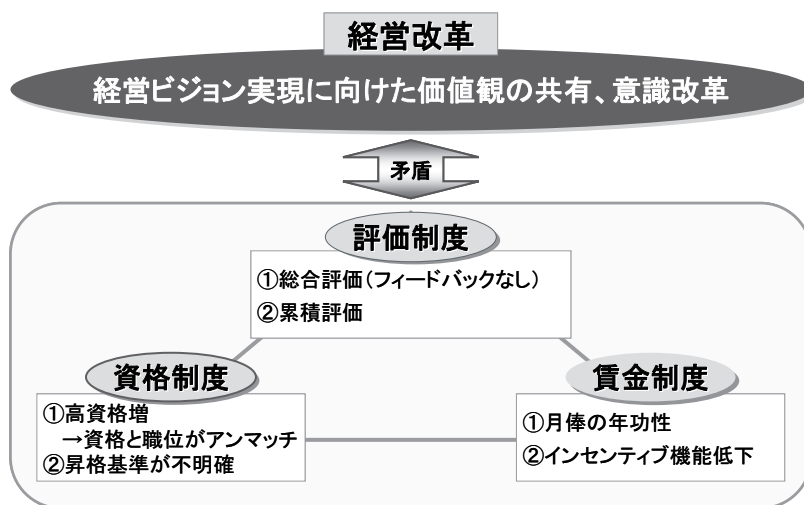 経営改革
経営ビジョン実現に向けた価値観の共有、意識改革
矛盾
評価制度
①総合評価(フィードバックなし)
②累積評価
資格制度
①高資格増
→資格と職位がアンマッチ
②昇格基準が不明確
賃金制度
①月俸の年功性
②インセンティブ機能低下